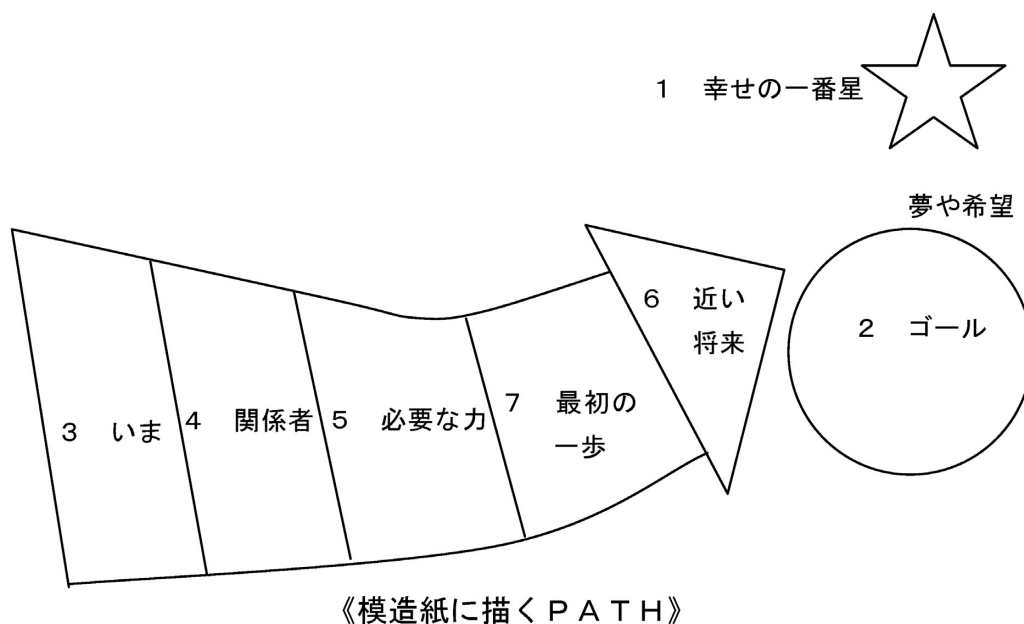 1 幸せの一番星
夢や希望
2 ゴール
3 いま
4 関係者
5 必要な力
7 最初の
一歩
6 近い
将来
《模造紙に描くPATH》